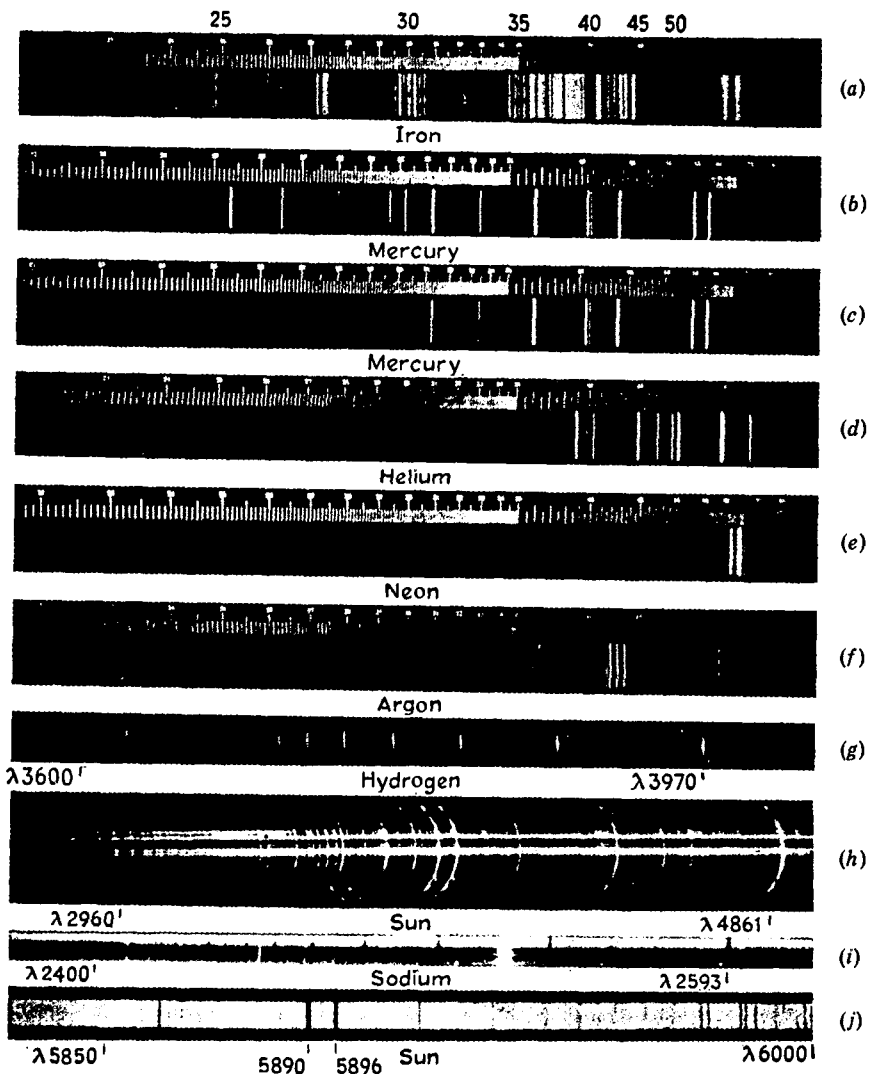 25 30 35 40 45 50
(a)
Iron
(b)
Mercury
(c)
Mercury
(d)
Helium
(e)
Neon
(f)
Argon
(g)
λ3600 Hydrogen λ3970
(h)
λ2960 Sun λ4861
(i)
λ2400 Sodium λ2593
(j)
λ5850 5890 5896 Sun λ6000